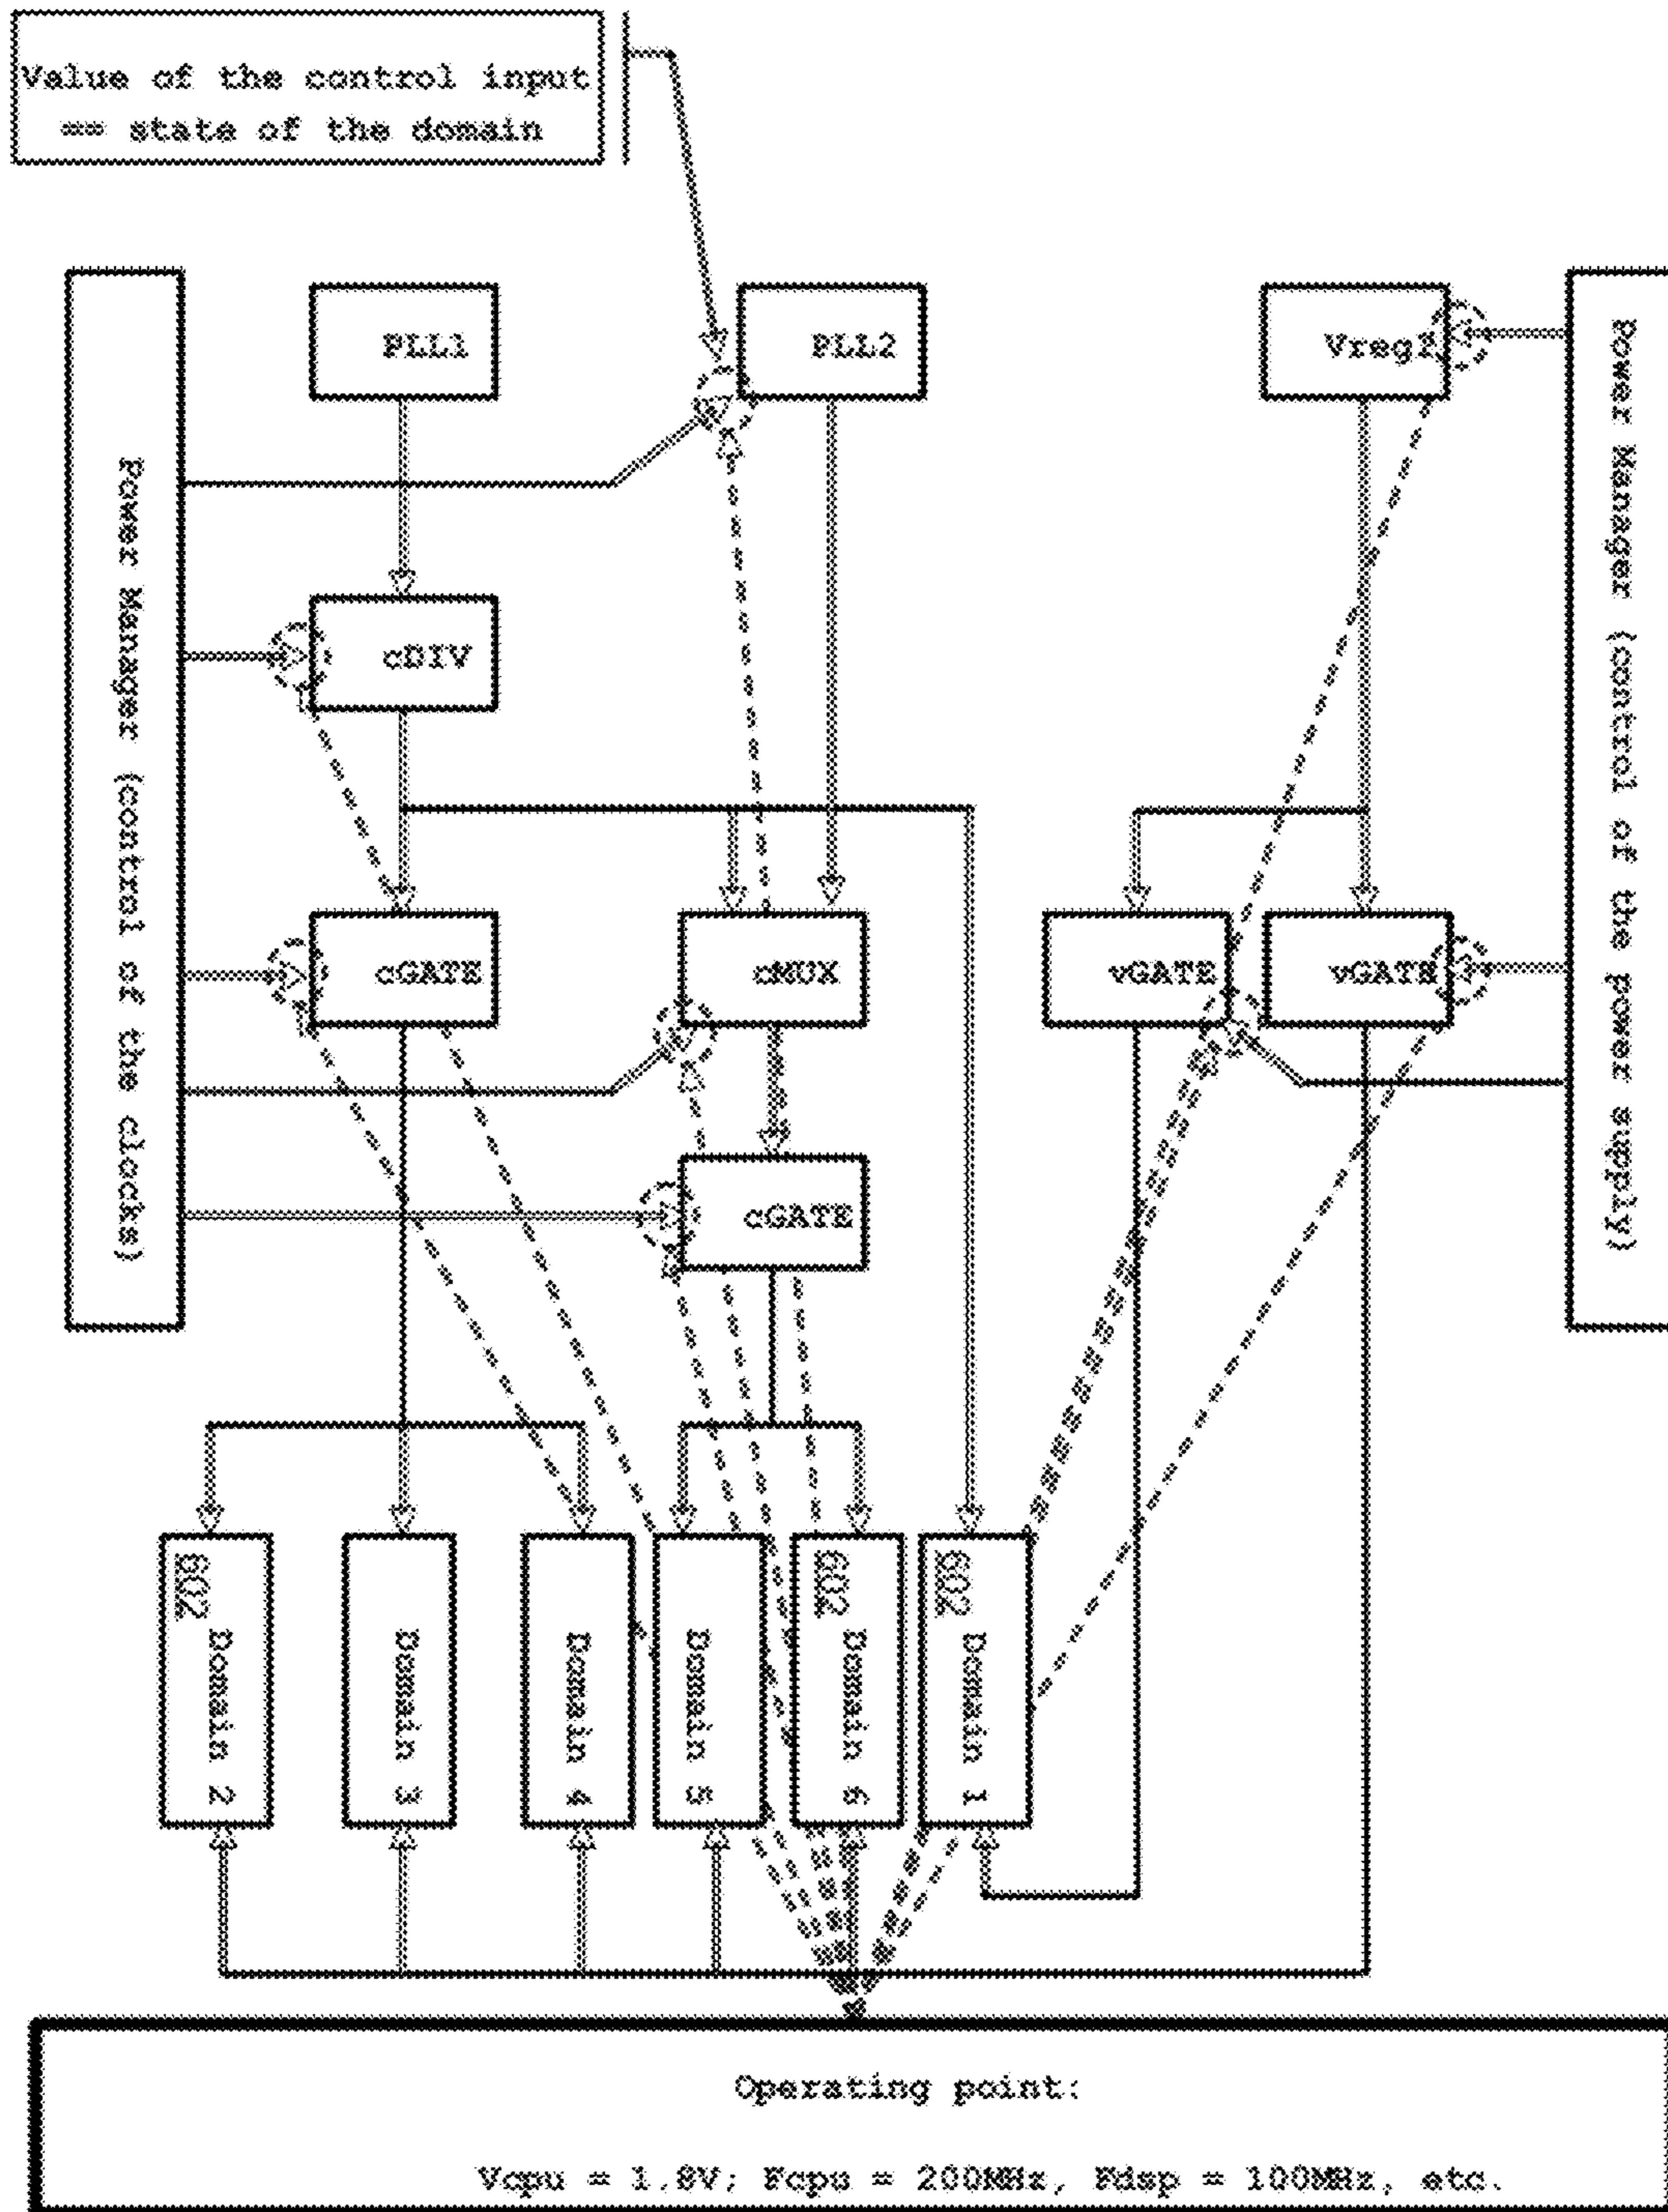 Value of the control input
== state of the domain
PLL1
PLL2
Vreg1
Power Manager (control of the clocks)
Power Manager (control of the power supply)
cDIV
cGATE
cMUX
vGATE
vGATE
cGATE
602
Domain 2
Domain 3
Domain 4
Domain 5
602
Domain 6
602
Domain 1
Operating point:
Vcpu = 1.8V; Fcpu = 200MHz, Fdsp = 100MHz, etc.